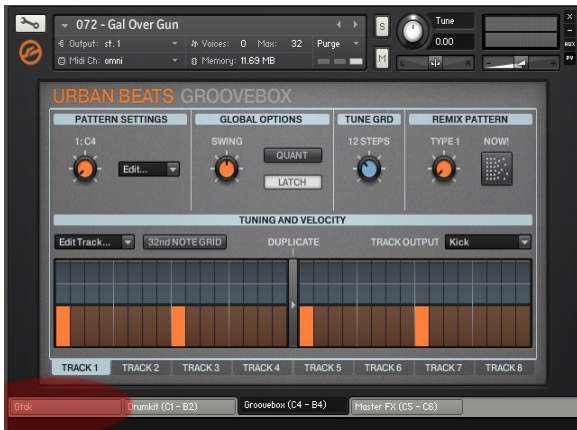 072 - Gal Over Gun
Output: st.1 Voices: 0 Max: 32 Purge
Midi Ch: omni Memory: 11.69 MB
S
M
Tune
0.00
L R
- +
×
-
AUX
PV
URBAN BEATS GROOVEBOX
PATTERN SETTINGS GLOBAL OPTIONS TUNE GRD REMIX PATTERN
1: C4 SWING 12 STEPS TYPE 1 NOW!
Edit... QUANT
LATCH
TUNING AND VELOCITY
Edit Track... 32nd NOTE GRID DUPLICATE TRACK OUTPUT Kick
TRACK 1 TRACK 2 TRACK 3 TRACK 4 TRACK 5 TRACK 6 TRACK 7 TRACK 8
Gtak Drumkit (C1 - B2) Groovebox (C4 - B4) Master FX (C5 - C6)